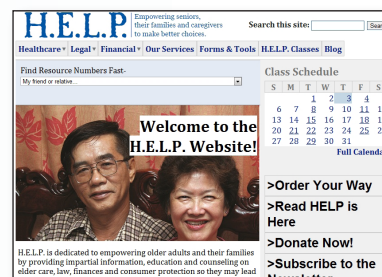 H.E.L.P.
Empowering seniors,
their families and caregivers
to make better choices.
Search this site:
Healthcare Legal Financial Our Services Forms & Tools H.E.L.P. Classes Blog
Find Resource Numbers Fast-
My friend or relative...
Class Schedule
S M T W T F S
1 2 3 4
6 7 8 9 10 11
13 14 15 16 17 18
20 21 22 23 24 25
27 28 29 30 31
Full Calenda
Welcome to the
H.E.L.P. Website!
>Order Your Way
>Read HELP is
Here
>Donate Now!
>Subscribe to the
Newsletter
H.E.L.P. is dedicated to empowering older adults and their families
by providing impartial information, education and counseling on
elder care, law, finances and consumer protection so they may lead